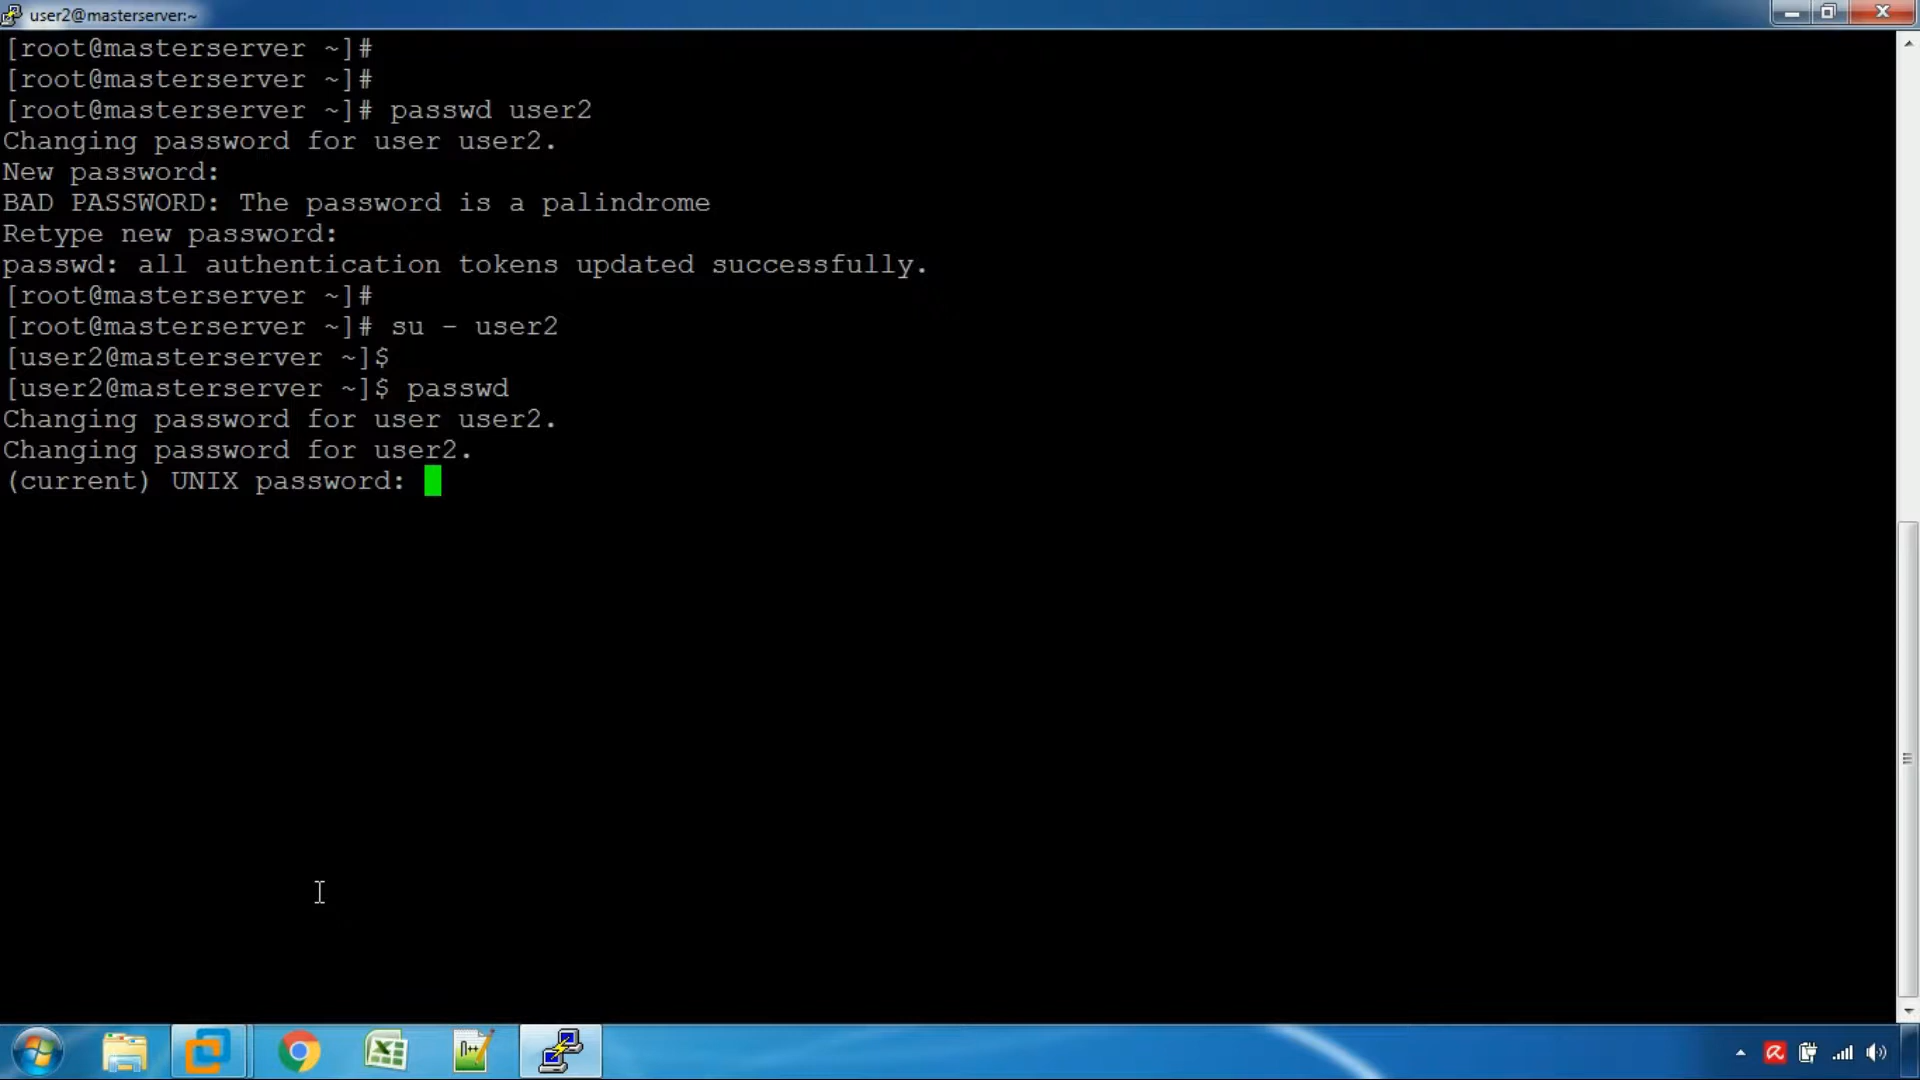 user2@masterserver:~
[root@masterserver ~]#
[root@masterserver ~]#
[root@masterserver ~]# passwd user2
Changing password for user user2.
New password:
BAD PASSWORD: The password is a palindrome
Retype new password:
passwd: all authentication tokens updated successfully.
[root@masterserver ~]#
[root@masterserver ~]# su - user2
[user2@masterserver ~]$
[user2@masterserver ~]$ passwd
Changing password for user user2.
Changing password for user2.
(current) UNIX password: